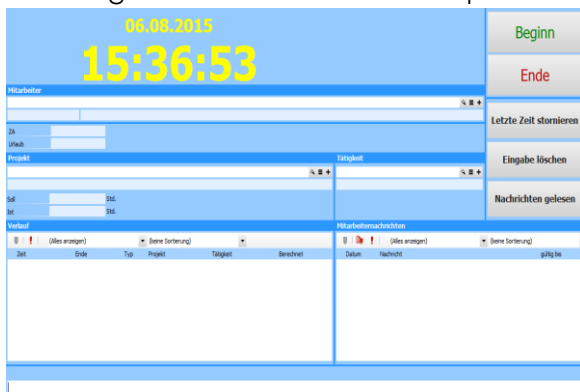 06.08.2015
15:36:53
Beginn
Ende
Letzte Zeit stornieren
Eingabe löschen
Nachrichten gelesen
Mitarbeiter
ZA
Urlaub
Projekt
Tätigkeit
Soll Std.
Ist Std.
Verlauf
(Alles anzeigen) (keine Sortierung)
Zeit Ende Typ Projekt Tätigkeit Berechnet
Mitarbeiternachrichten
(Alles anzeigen) (keine Sortierung)
Datum Nachricht gültig bis